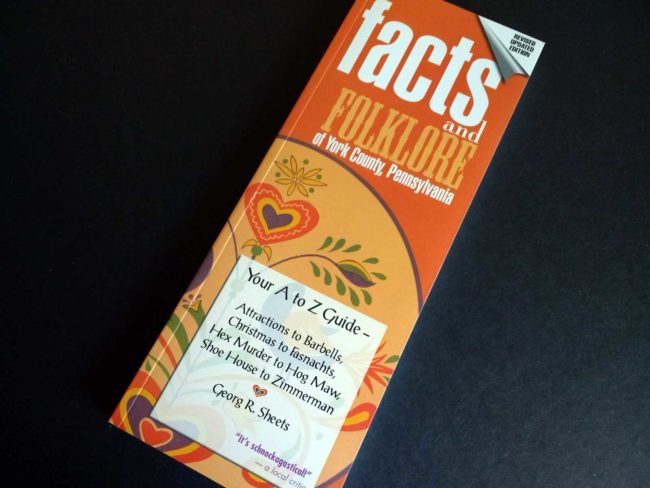 facts
REVISED
UPDATED
EDITION
and
FOLKLORE
of York County, Pennsylvania
Your A to Z Guide –
Attractions to Barbells,
Christmas to Fasnachts,
Hex Murder to Hog Maw,
Shoe House to Zimmerman
Georg R. Sheets
"It's schnockagastical!"
— a local critic